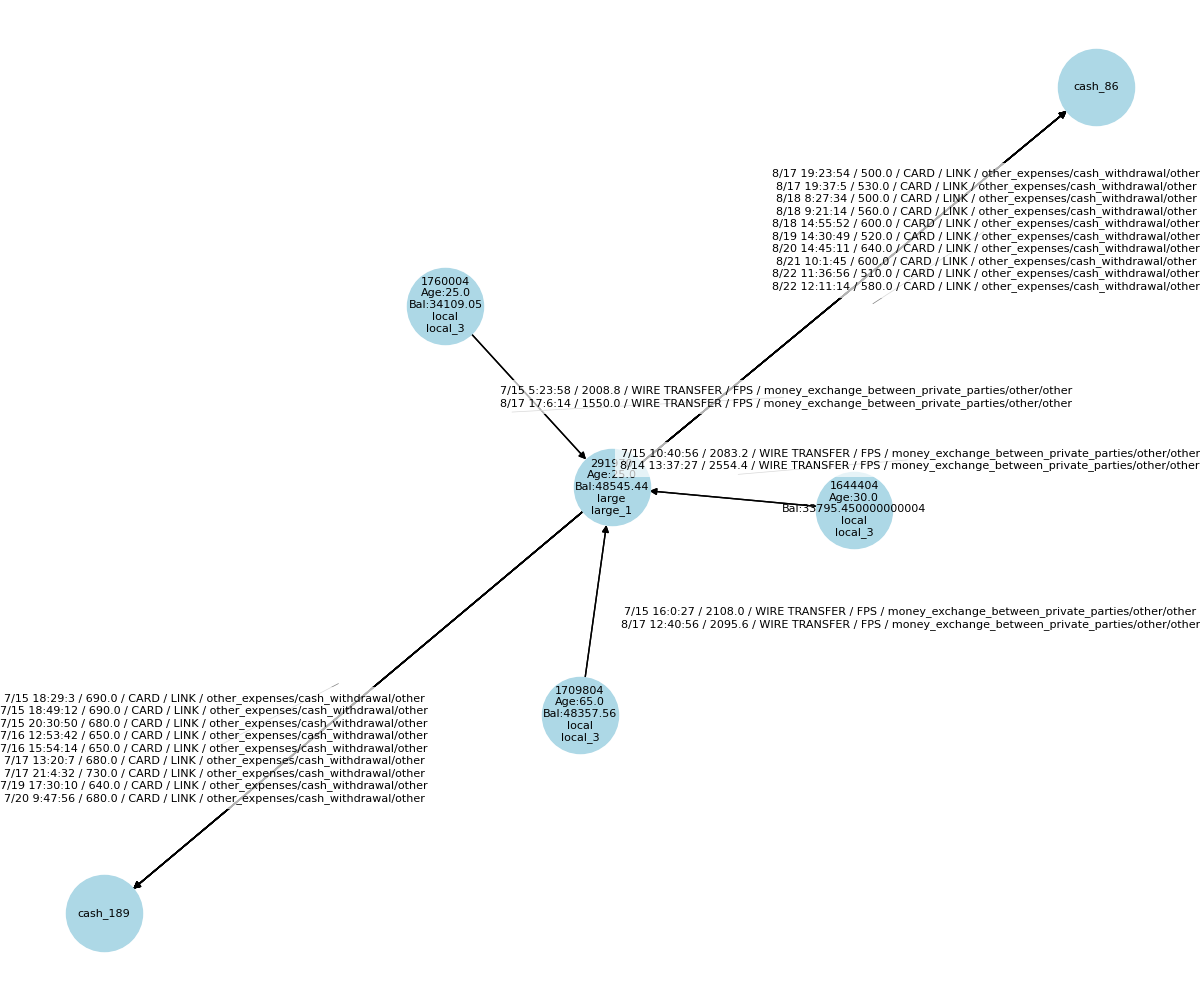 cash_86
8/17 19:23:54 / 500.0 / CARD / LINK / other_expenses/cash_withdrawal/other
8/17 19:37:5 / 530.0 / CARD / LINK / other_expenses/cash_withdrawal/other
8/18 8:27:34 / 500.0 / CARD / LINK / other_expenses/cash_withdrawal/other
8/18 9:21:14 / 560.0 / CARD / LINK / other_expenses/cash_withdrawal/other
8/18 14:55:52 / 600.0 / CARD / LINK / other_expenses/cash_withdrawal/other
8/19 14:30:49 / 520.0 / CARD / LINK / other_expenses/cash_withdrawal/other
8/20 14:45:11 / 640.0 / CARD / LINK / other_expenses/cash_withdrawal/other
8/21 10:1:45 / 600.0 / CARD / LINK / other_expenses/cash_withdrawal/other
8/22 11:36:56 / 510.0 / CARD / LINK / other_expenses/cash_withdrawal/other
8/22 12:11:14 / 580.0 / CARD / LINK / other_expenses/cash_withdrawal/other
1760004
Age:25.0
Bal:34109.05
local
local_3
7/15 5:23:58 / 2008.8 / WIRE TRANSFER / FPS / money_exchange_between_private_parties/other/other
8/17 17:6:14 / 1550.0 / WIRE TRANSFER / FPS / money_exchange_between_private_parties/other/other
7/15 10:40:56 / 2083.2 / WIRE TRANSFER / FPS / money_exchange_between_private_parties/other/other
8/14 13:37:27 / 2554.4 / WIRE TRANSFER / FPS / money_exchange_between_private_parties/other/other
Age:25.0
Bal:48545.44
large
large_1
1644404
Age:30.0
Bal:33795.450000000004
local
local_3
7/15 16:0:27 / 2108.0 / WIRE TRANSFER / FPS / money_exchange_between_private_parties/other/other
8/17 12:40:56 / 2095.6 / WIRE TRANSFER / FPS / money_exchange_between_private_parties/other/other
1709804
Age:65.0
Bal:48357.56
local
local_3
7/15 18:29:3 / 690.0 / CARD / LINK / other_expenses/cash_withdrawal/other
7/15 18:49:12 / 690.0 / CARD / LINK / other_expenses/cash_withdrawal/other
7/15 20:30:50 / 680.0 / CARD / LINK / other_expenses/cash_withdrawal/other
7/16 12:53:42 / 650.0 / CARD / LINK / other_expenses/cash_withdrawal/other
7/16 15:54:14 / 650.0 / CARD / LINK / other_expenses/cash_withdrawal/other
7/17 13:20:7 / 680.0 / CARD / LINK / other_expenses/cash_withdrawal/other
7/17 21:4:32 / 730.0 / CARD / LINK / other_expenses/cash_withdrawal/other
7/19 17:30:10 / 640.0 / CARD / LINK / other_expenses/cash_withdrawal/other
7/20 9:47:56 / 680.0 / CARD / LINK / other_expenses/cash_withdrawal/other
cash_189